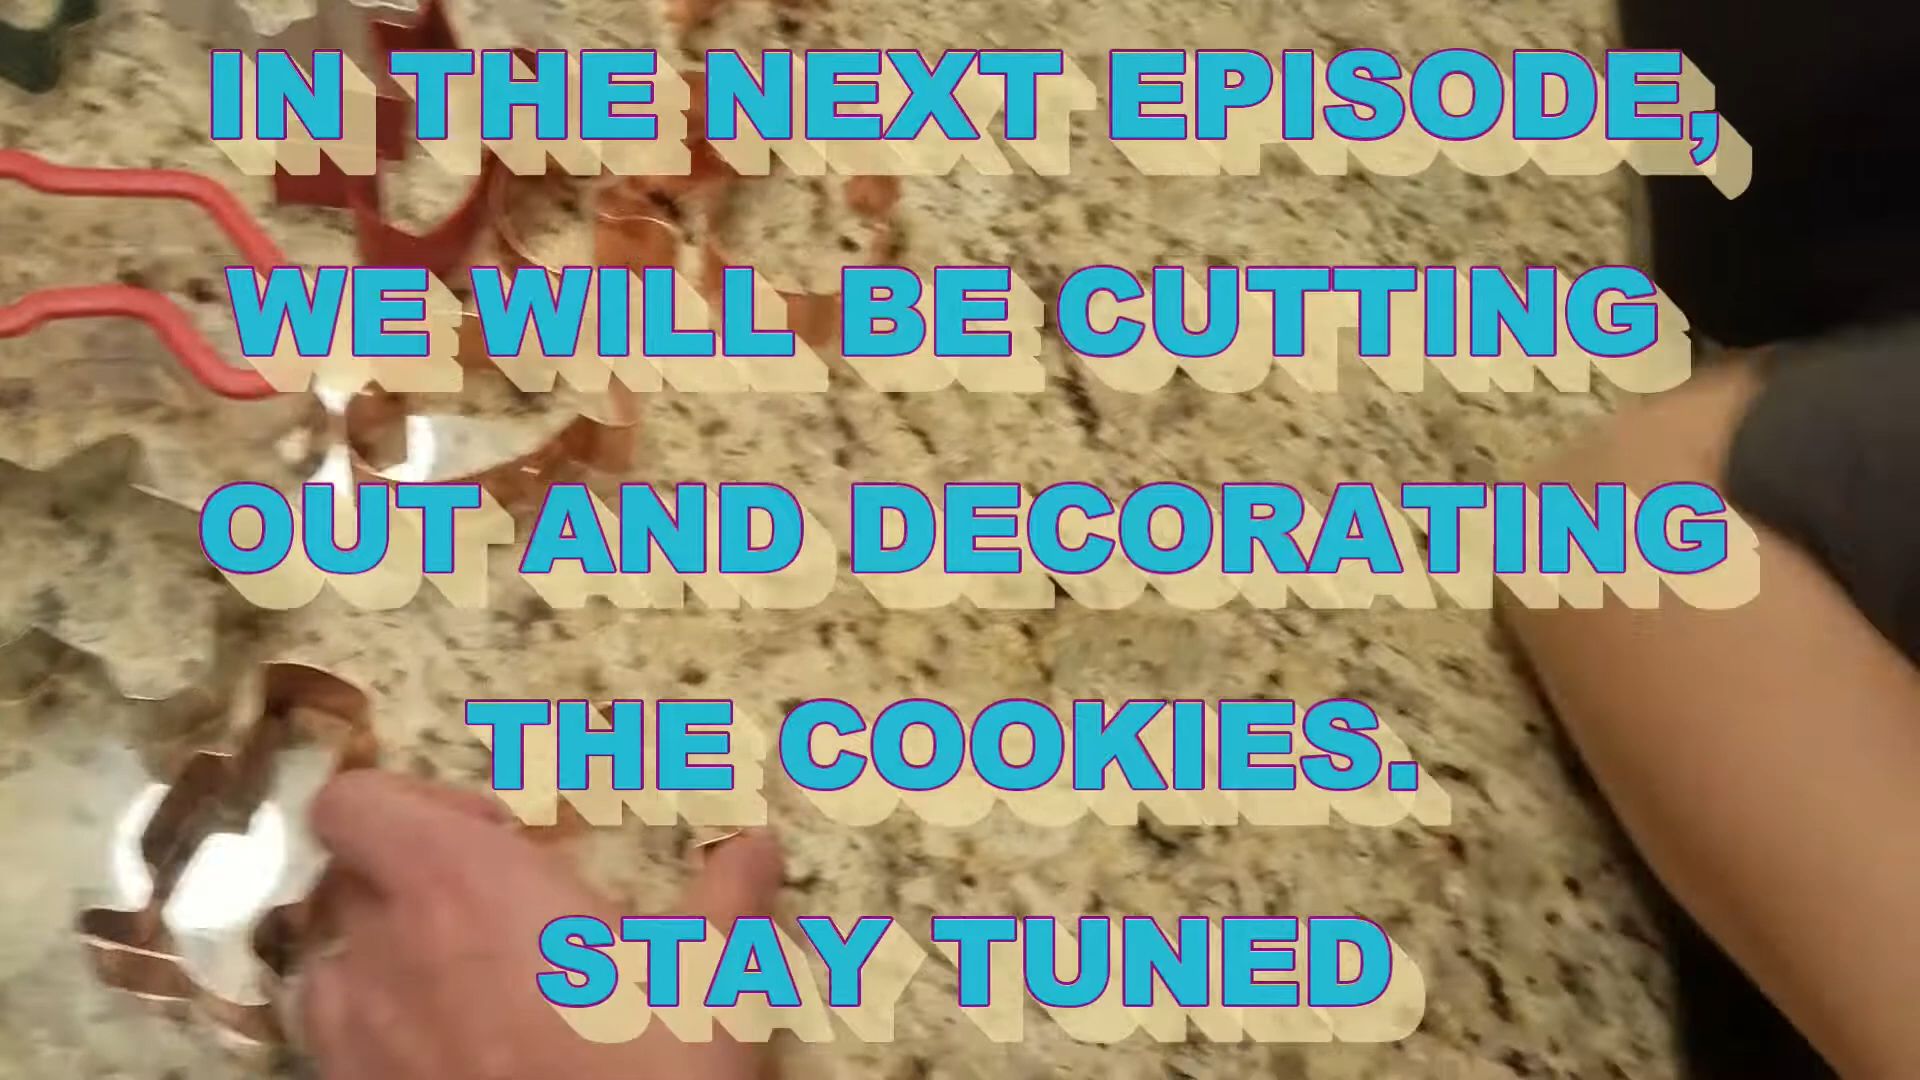 IN THE NEXT EPISODE,
WE WILL BE CUTTING
OUT AND DECORATING
THE COOKIES.
STAY TUNED